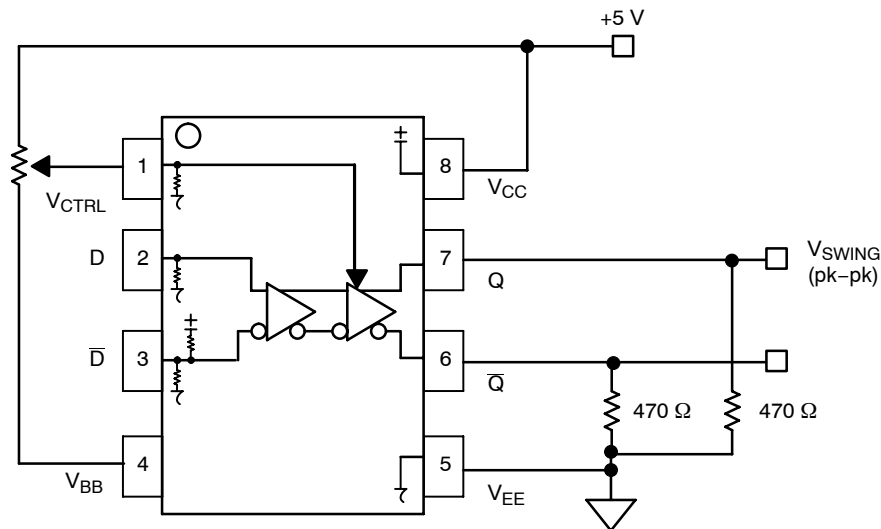 +5 V
1
8
V_CTRL
V_CC
D
2
7
V_SWING
(pk−pk)
Q
D̅
3
6
Q̅
470 Ω
470 Ω
4
5
V_BB
V_EE